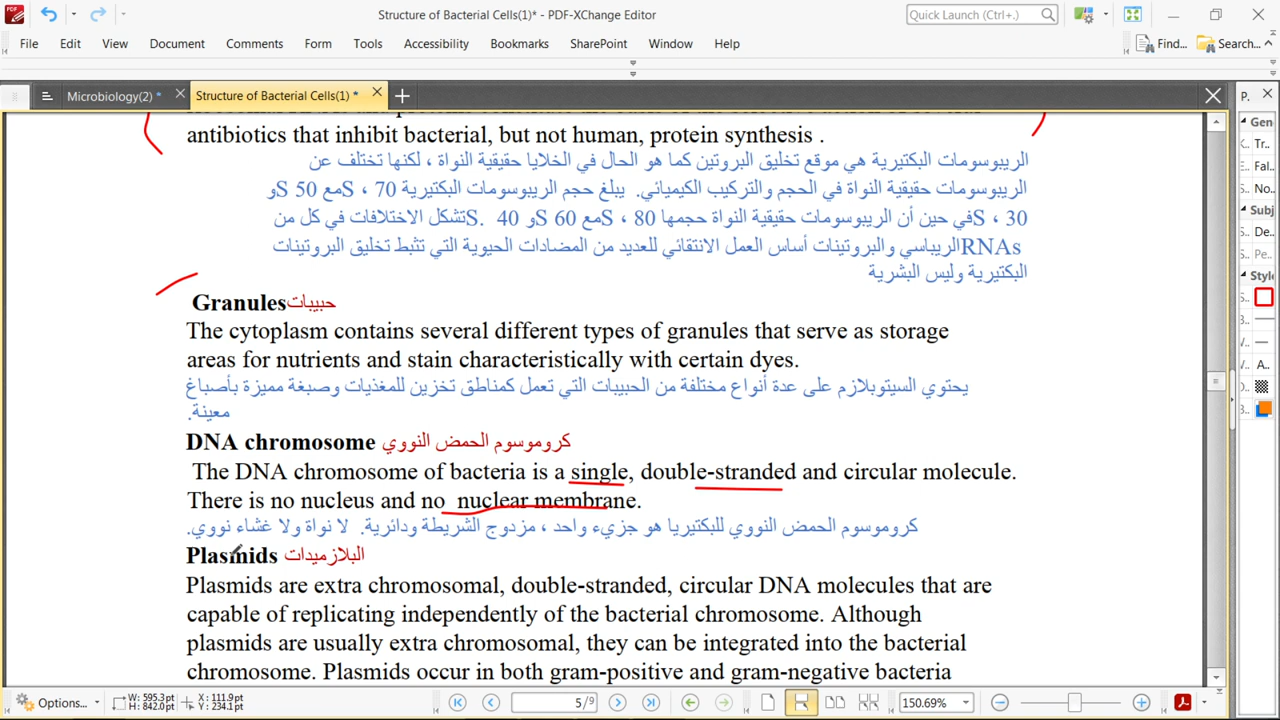 Structure of Bacterial Cells(1)* - PDF-XChange Editor
Quick Launch (Ctrl+.)
File Edit View Document Comments Form Tools Accessibility Bookmarks SharePoint Window Help
Find... Search...
Microbiology(2) *
Structure of Bacterial Cells(1) *
antibiotics that inhibit bacterial, but not human, protein synthesis .
الريبوسومات البكتيرية هي موقع تخليق البروتين كما هو الحال في الخلايا حقيقية النواة ، لكنها تختلف عن
الريبوسومات حقيقية النواة في الحجم والتركيب الكيميائي. يبلغ حجم الريبوسومات البكتيرية 70 S ، مع 50 S و
30 S ، في حين أن الريبوسومات حقيقية النواة حجمها 80 S ، مع 60 S و 40 S. تشكل الاختلافات في كل من
RNAs الريباسي والبروتينات أساس العمل الانتقائي للعديد من المضادات الحيوية التي تثبط تخليق البروتينات
البكتيرية وليس البشرية
Granules حبيبات
The cytoplasm contains several different types of granules that serve as storage
areas for nutrients and stain characteristically with certain dyes.
يحتوي السيتوبلازم على عدة أنواع مختلفة من الحبيبات التي تعمل كمناطق تخزين للمغذيات وصبغة مميزة بأصباغ
معينة.
DNA chromosome كروموسوم الحمض النووي
The DNA chromosome of bacteria is a single, double-stranded and circular molecule.
There is no nucleus and no nuclear membrane.
كروموسوم الحمض النووي للبكتيريا هو جزيء واحد ، مزدوج الشريطة ودائرية. لا نواة ولا غشاء نووي.
Plasmids البلازميدات
Plasmids are extra chromosomal, double-stranded, circular DNA molecules that are
capable of replicating independently of the bacterial chromosome. Although
plasmids are usually extra chromosomal, they can be integrated into the bacterial
chromosome. Plasmids occur in both gram-positive and gram-negative bacteria
P.
Gen
Tr..
Fa..
No..
Subj
De..
Pe..
Style
S..
B..
V..
W..
A..
O..
B..
Options...
W: 595.3pt
H: 842.0pt
X: 111.9pt
Y: 234.1pt
5 / 9
150.69%